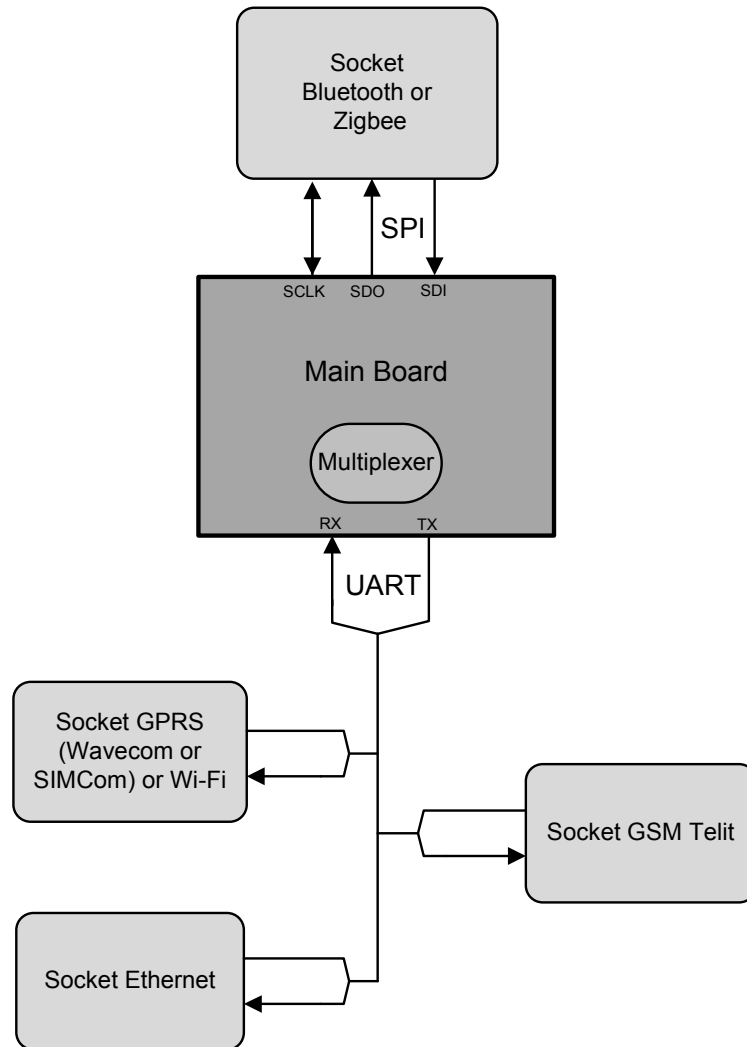 Socket
Bluetooth or
Zigbee
SPI
SCLK SDO SDI
Main Board
Multiplexer
RX TX
UART
Socket GPRS
(Wavecom or
SIMCom) or Wi-Fi
Socket GSM Telit
Socket Ethernet